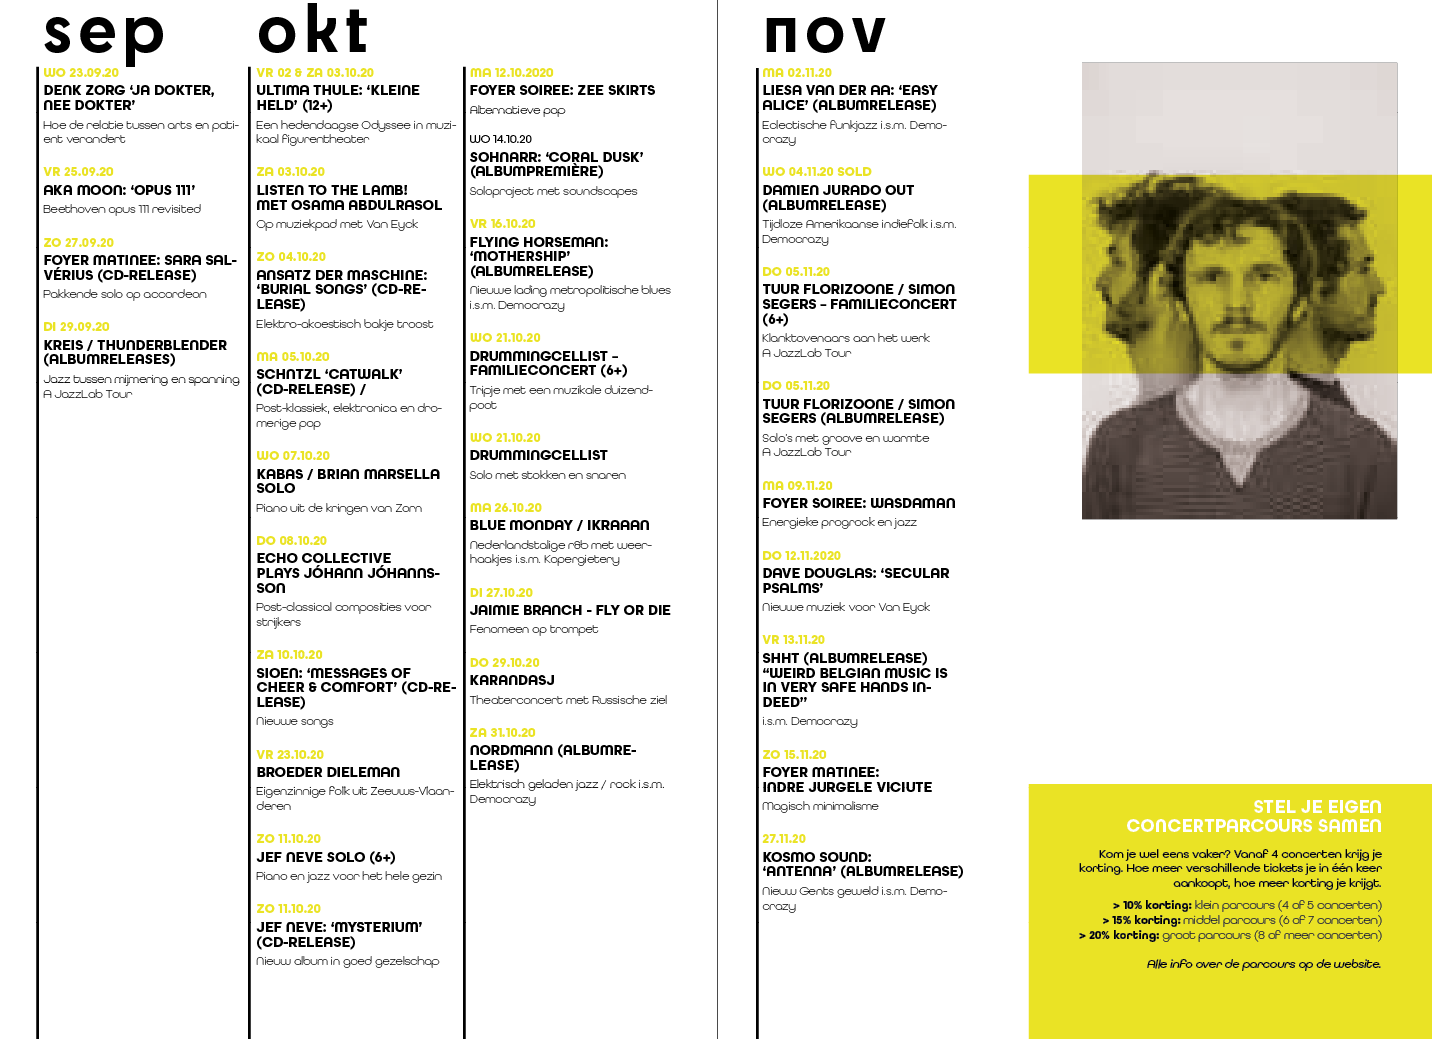 sep
WO 23.09.20
DENK ZORG ‘JA DOKTER,
NEE DOKTER’
Hoe de relatie tussen arts en pati-
ent verandert
VR 25.09.20
AKA MOON: ‘OPUS 111’
Beethoven opus 111 revisited
ZO 27.09.20
FOYER MATINEE: SARA SAL-
VÉRIUS (CD-RELEASE)
Pakkende solo op accordeon
DI 29.09.20
KREIS / THUNDERBLENDER
(ALBUMRELEASES)
Jazz tussen mijmering en spanning
A JazzLab Tour
okt
VR 02 & ZA 03.10.20
ULTIMA THULE: ‘KLEINE
HELD’ (12+)
Een hedendaagse Odyssee in muzi-
kaal figurentheater
ZA 03.10.20
LISTEN TO THE LAMB!
MET OSAMA ABDULRASOL
Op muziekpad met Van Eyck
ZO 04.10.20
ANSATZ DER MASCHINE:
‘BURIAL SONGS’ (CD-RE-
LEASE)
Elektro-akoestisch bakje troost
MA 05.10.20
SCHNTZL ‘CATWALK’
(CD-RELEASE) /
Post-klassiek, elektronica en dro-
merige pop
WO 07.10.20
KABAS / BRIAN MARSELLA
SOLO
Piano uit de kringen van Zorn
DO 08.10.20
ECHO COLLECTIVE
PLAYS JÓHANN JÓHANNS-
SON
Post-classical composities voor
strijkers
ZA 10.10.20
SIOEN: ‘MESSAGES OF
CHEER & COMFORT’ (CD-RE-
LEASE)
Nieuwe songs
VR 23.10.20
BROEDER DIELEMAN
Eigenzinnige folk uit Zeeuws-Vlaan-
deren
ZO 11.10.20
JEF NEVE SOLO (6+)
Piano en jazz voor het hele gezin
ZO 11.10.20
JEF NEVE: ‘MYSTERIUM’
(CD-RELEASE)
Nieuw album in goed gezelschap
MA 12.10.2020
FOYER SOIREE: ZEE SKIRTS
Alternatieve pop
WO 14.10.20
SOHNARR: ‘CORAL DUSK’
(ALBUMPREMIÈRE)
Soloproject met soundscapes
VR 16.10.20
FLYING HORSEMAN:
‘MOTHERSHIP’
(ALBUMRELEASE)
Nieuwe lading metropolitische blues
i.s.m. Democrazy
WO 21.10.20
DRUMMINGCELLIST –
FAMILIECONCERT (6+)
Tripje met een muzikale duizend-
poot
WO 21.10.20
DRUMMINGCELLIST
Solo met stokken en snaren
MA 26.10.20
BLUE MONDAY / IKRAAAN
Nederlandstalige r&b met weer-
haakjes i.s.m. Kopergietery
DI 27.10.20
JAIMIE BRANCH - FLY OR DIE
Fenomeen op trompet
DO 29.10.20
KARANDASJ
Theaterconcert met Russische ziel
ZA 31.10.20
NORDMANN (ALBUMRE-
LEASE)
Elektrisch geladen jazz / rock i.s.m.
Democrazy
nov
MA 02.11.20
LIESA VAN DER AA: ‘EASY
ALICE’ (ALBUMRELEASE)
Eclectische funkjazz i.s.m. Demo-
crazy
WO 04.11.20 SOLD
DAMIEN JURADO OUT
(ALBUMRELEASE)
Tijdloze Amerikaanse indiefolk i.s.m.
Democrazy
DO 05.11.20
TUUR FLORIZOONE / SIMON
SEGERS – FAMILIECONCERT
(6+)
Klanktovenaars aan het werk
A JazzLab Tour
DO 05.11.20
TUUR FLORIZOONE / SIMON
SEGERS (ALBUMRELEASE)
Solo’s met groove en warmte
A JazzLab Tour
MA 09.11.20
FOYER SOIREE: WASDAMAN
Energieke progrock en jazz
DO 12.11.2020
DAVE DOUGLAS: ‘SECULAR
PSALMS’
Nieuwe muziek voor Van Eyck
VR 13.11.20
SHHT (ALBUMRELEASE)
“WEIRD BELGIAN MUSIC IS
IN VERY SAFE HANDS IN-
DEED”
i.s.m. Democrazy
ZO 15.11.20
FOYER MATINEE:
INDRE JURGELE VICIUTE
Magisch minimalisme
27.11.20
KOSMO SOUND:
‘ANTENNA’ (ALBUMRELEASE)
Nieuw Gents geweld i.s.m. Demo-
crazy
STEL JE EIGEN
CONCERTPARCOURS SAMEN
Kom je wel eens vaker? Vanaf 4 concerten krijg je
korting. Hoe meer verschillende tickets je in één keer
aankoopt, hoe meer korting je krijgt.
> 10% korting: klein parcours (4 of 5 concerten)
> 15% korting: middel parcours (6 of 7 concerten)
> 20% korting: groot parcours (8 of meer concerten)
Alle info over de parcours op de website.